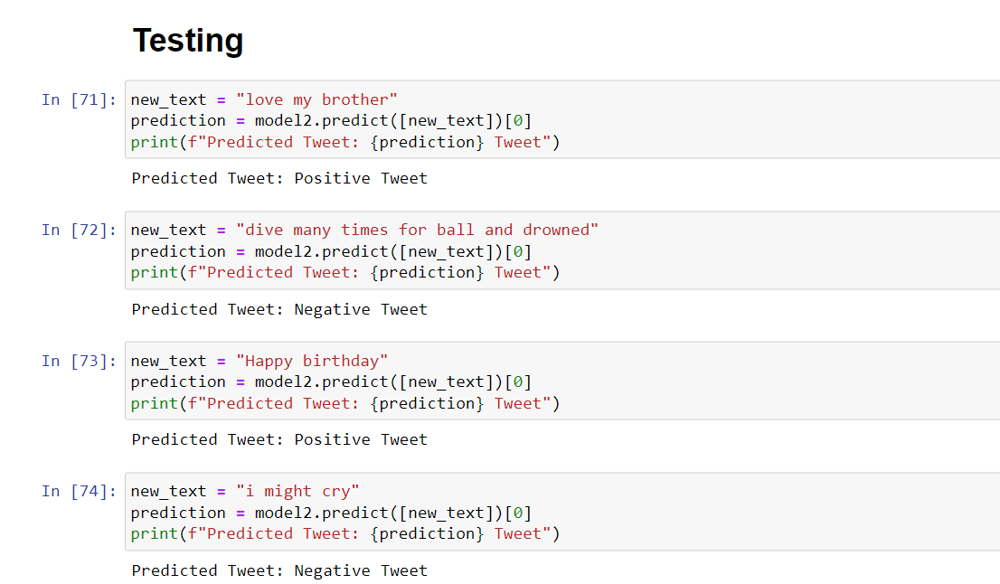 Testing
In [71]: new_text = "love my brother"
prediction = model2.predict([new_text])[0]
print(f"Predicted Tweet: {prediction} Tweet")
Predicted Tweet: Positive Tweet
In [72]: new_text = "dive many times for ball and drowned"
prediction = model2.predict([new_text])[0]
print(f"Predicted Tweet: {prediction} Tweet")
Predicted Tweet: Negative Tweet
In [73]: new_text = "Happy birthday"
prediction = model2.predict([new_text])[0]
print(f"Predicted Tweet: {prediction} Tweet")
Predicted Tweet: Positive Tweet
In [74]: new_text = "i might cry"
prediction = model2.predict([new_text])[0]
print(f"Predicted Tweet: {prediction} Tweet")
Predicted Tweet: Negative Tweet